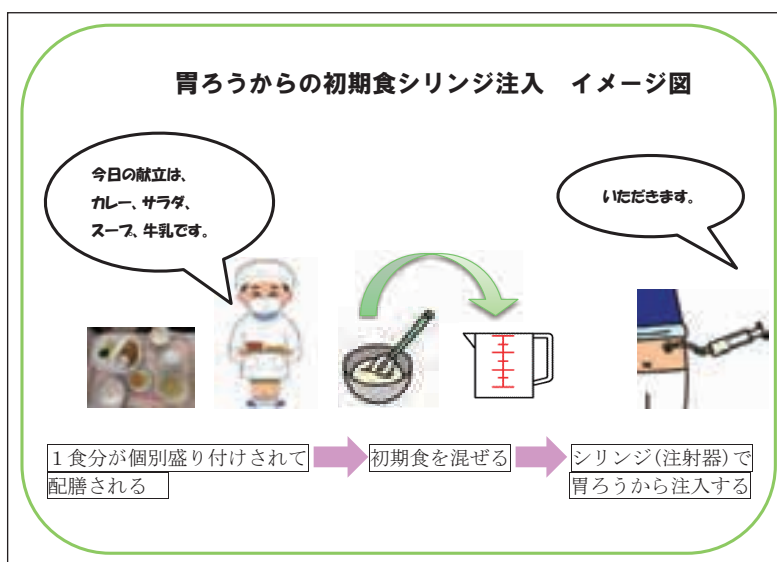 胃ろうからの初期食シリンジ注入　イメージ図
今日の献立は、
カレー、サラダ、
スープ、牛乳です。
いただきます。
１食分が個別盛り付けされて
配膳される
初期食を混ぜる
シリンジ(注射器)で
胃ろうから注入する